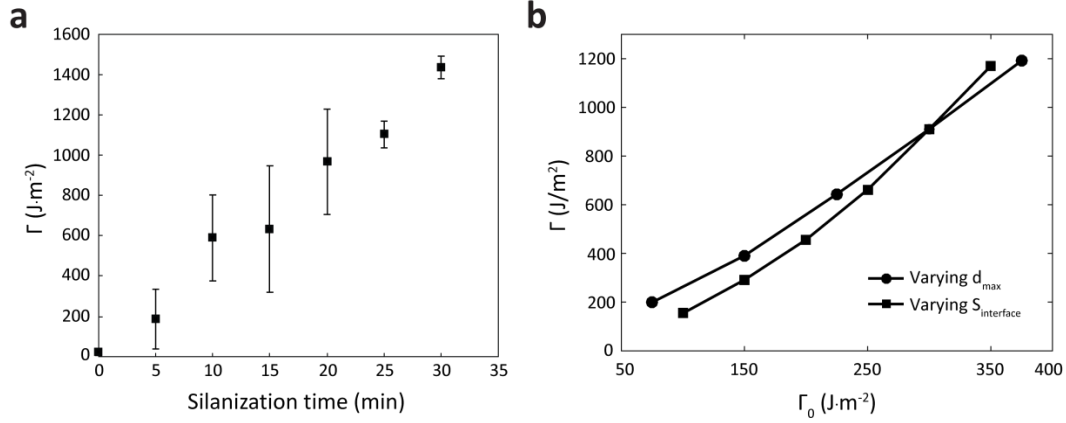 a
1600
1400
1200
1000
800
600
400
200
0
Γ (J·m⁻²)
0 5 10 15 20 25 30 35
Silanization time (min)
b
1200
1000
800
600
400
200
0
Γ (J/m²)
Varying d_max
Varying S_interface
50 150 250 350 400
Γ₀ (J·m⁻²)